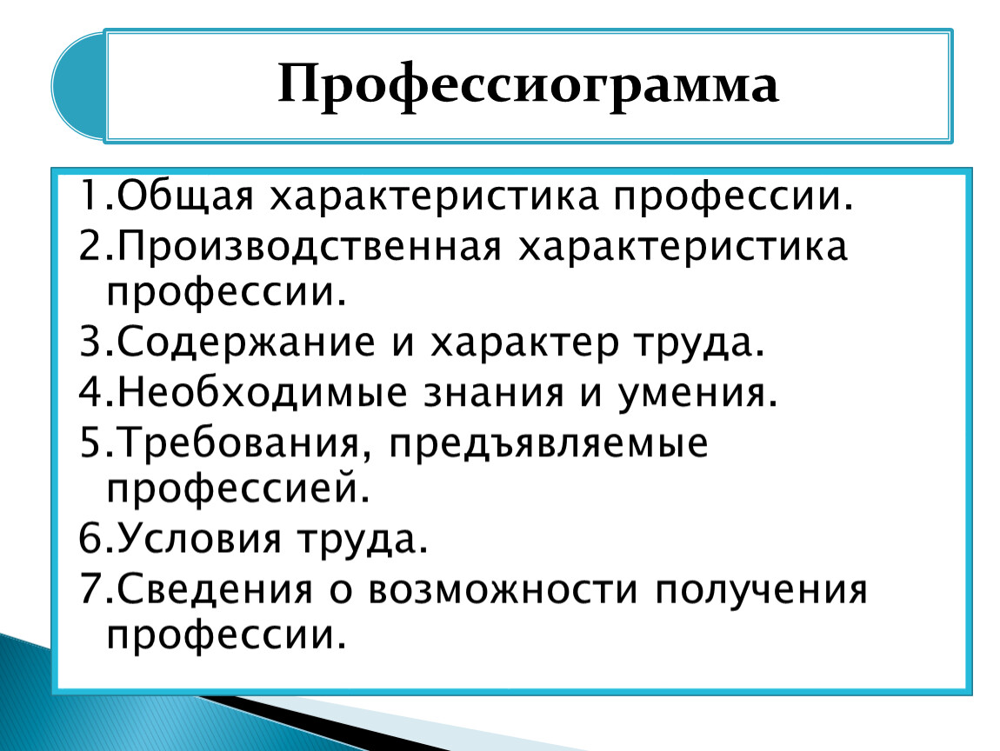 Профессиограмма
1.Общая характеристика профессии.
2.Производственная характеристика
профессии.
3.Содержание и характер труда.
4.Необходимые знания и умения.
5.Требования, предъявляемые
профессией.
6.Условия труда.
7.Сведения о возможности получения
профессии.